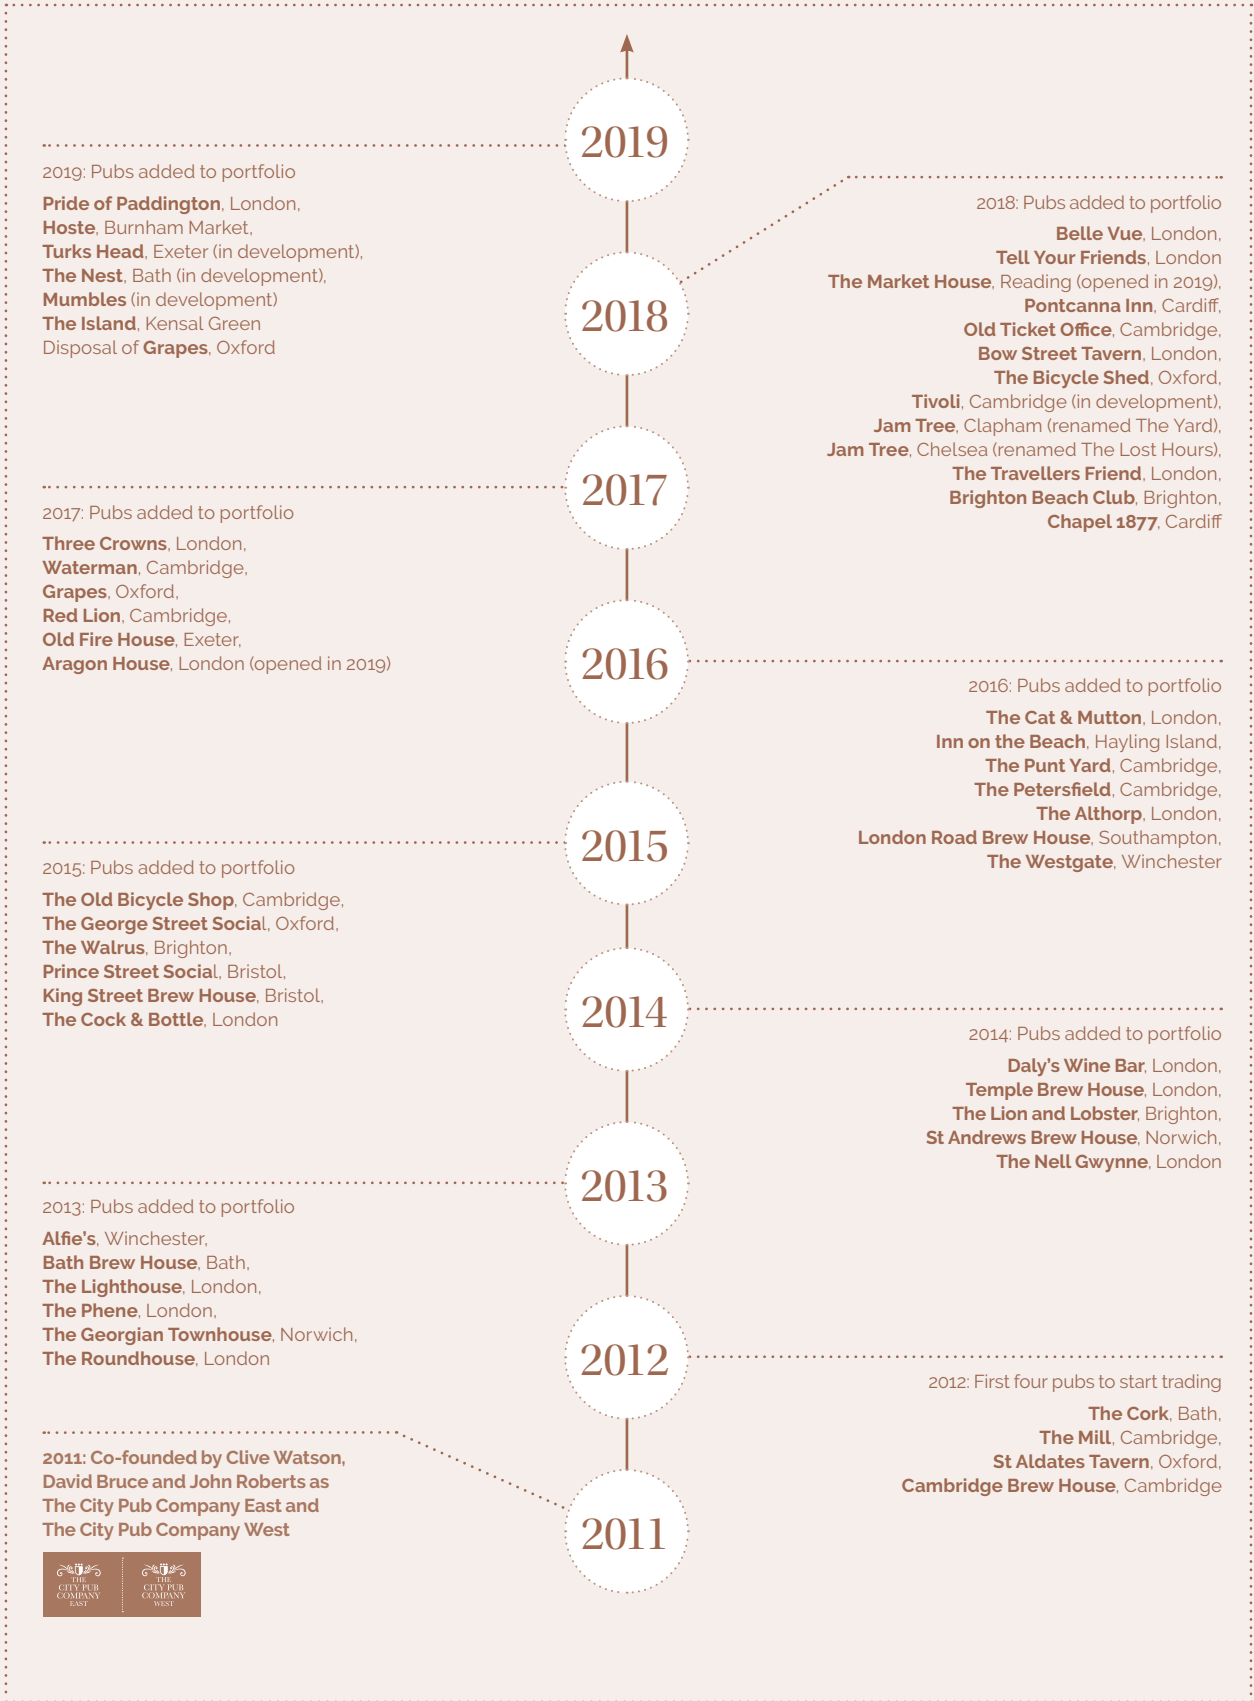 2019
2019: Pubs added to portfolio
Pride of Paddington, London,
Hoste, Burnham Market,
Turks Head, Exeter (in development),
The Nest, Bath (in development),
Mumbles (in development)
The Island, Kensal Green
Disposal of Grapes, Oxford
2018
2018: Pubs added to portfolio
Belle Vue, London,
Tell Your Friends, London
The Market House, Reading (opened in 2019),
Pontcanna Inn, Cardiff,
Old Ticket Office, Cambridge,
Bow Street Tavern, London,
The Bicycle Shed, Oxford,
Tivoli, Cambridge (in development),
Jam Tree, Clapham (renamed The Yard),
Jam Tree, Chelsea (renamed The Lost Hours),
The Travellers Friend, London,
Brighton Beach Club, Brighton,
Chapel 1877, Cardiff
2017
2017: Pubs added to portfolio
Three Crowns, London,
Waterman, Cambridge,
Grapes, Oxford,
Red Lion, Cambridge,
Old Fire House, Exeter,
Aragon House, London (opened in 2019)
2016
2016: Pubs added to portfolio
The Cat & Mutton, London,
Inn on the Beach, Hayling Island,
The Punt Yard, Cambridge,
The Petersfield, Cambridge,
The Althorp, London,
London Road Brew House, Southampton,
The Westgate, Winchester
2015
2015: Pubs added to portfolio
The Old Bicycle Shop, Cambridge,
The George Street Social, Oxford,
The Walrus, Brighton,
Prince Street Social, Bristol,
King Street Brew House, Bristol,
The Cock & Bottle, London
2014
2014: Pubs added to portfolio
Daly's Wine Bar, London,
Temple Brew House, London,
The Lion and Lobster, Brighton,
St Andrews Brew House, Norwich,
The Nell Gwynne, London
2013
2013: Pubs added to portfolio
Alfie's, Winchester,
Bath Brew House, Bath,
The Lighthouse, London,
The Phene, London,
The Georgian Townhouse, Norwich,
The Roundhouse, London
2012
2012: First four pubs to start trading
The Cork, Bath,
The Mill, Cambridge,
St Aldates Tavern, Oxford,
Cambridge Brew House, Cambridge
2011
2011: Co-founded by Clive Watson,
David Bruce and John Roberts as
The City Pub Company East and
The City Pub Company West
THE
CITY PUB
COMPANY
EAST
THE
CITY PUB
COMPANY
WEST